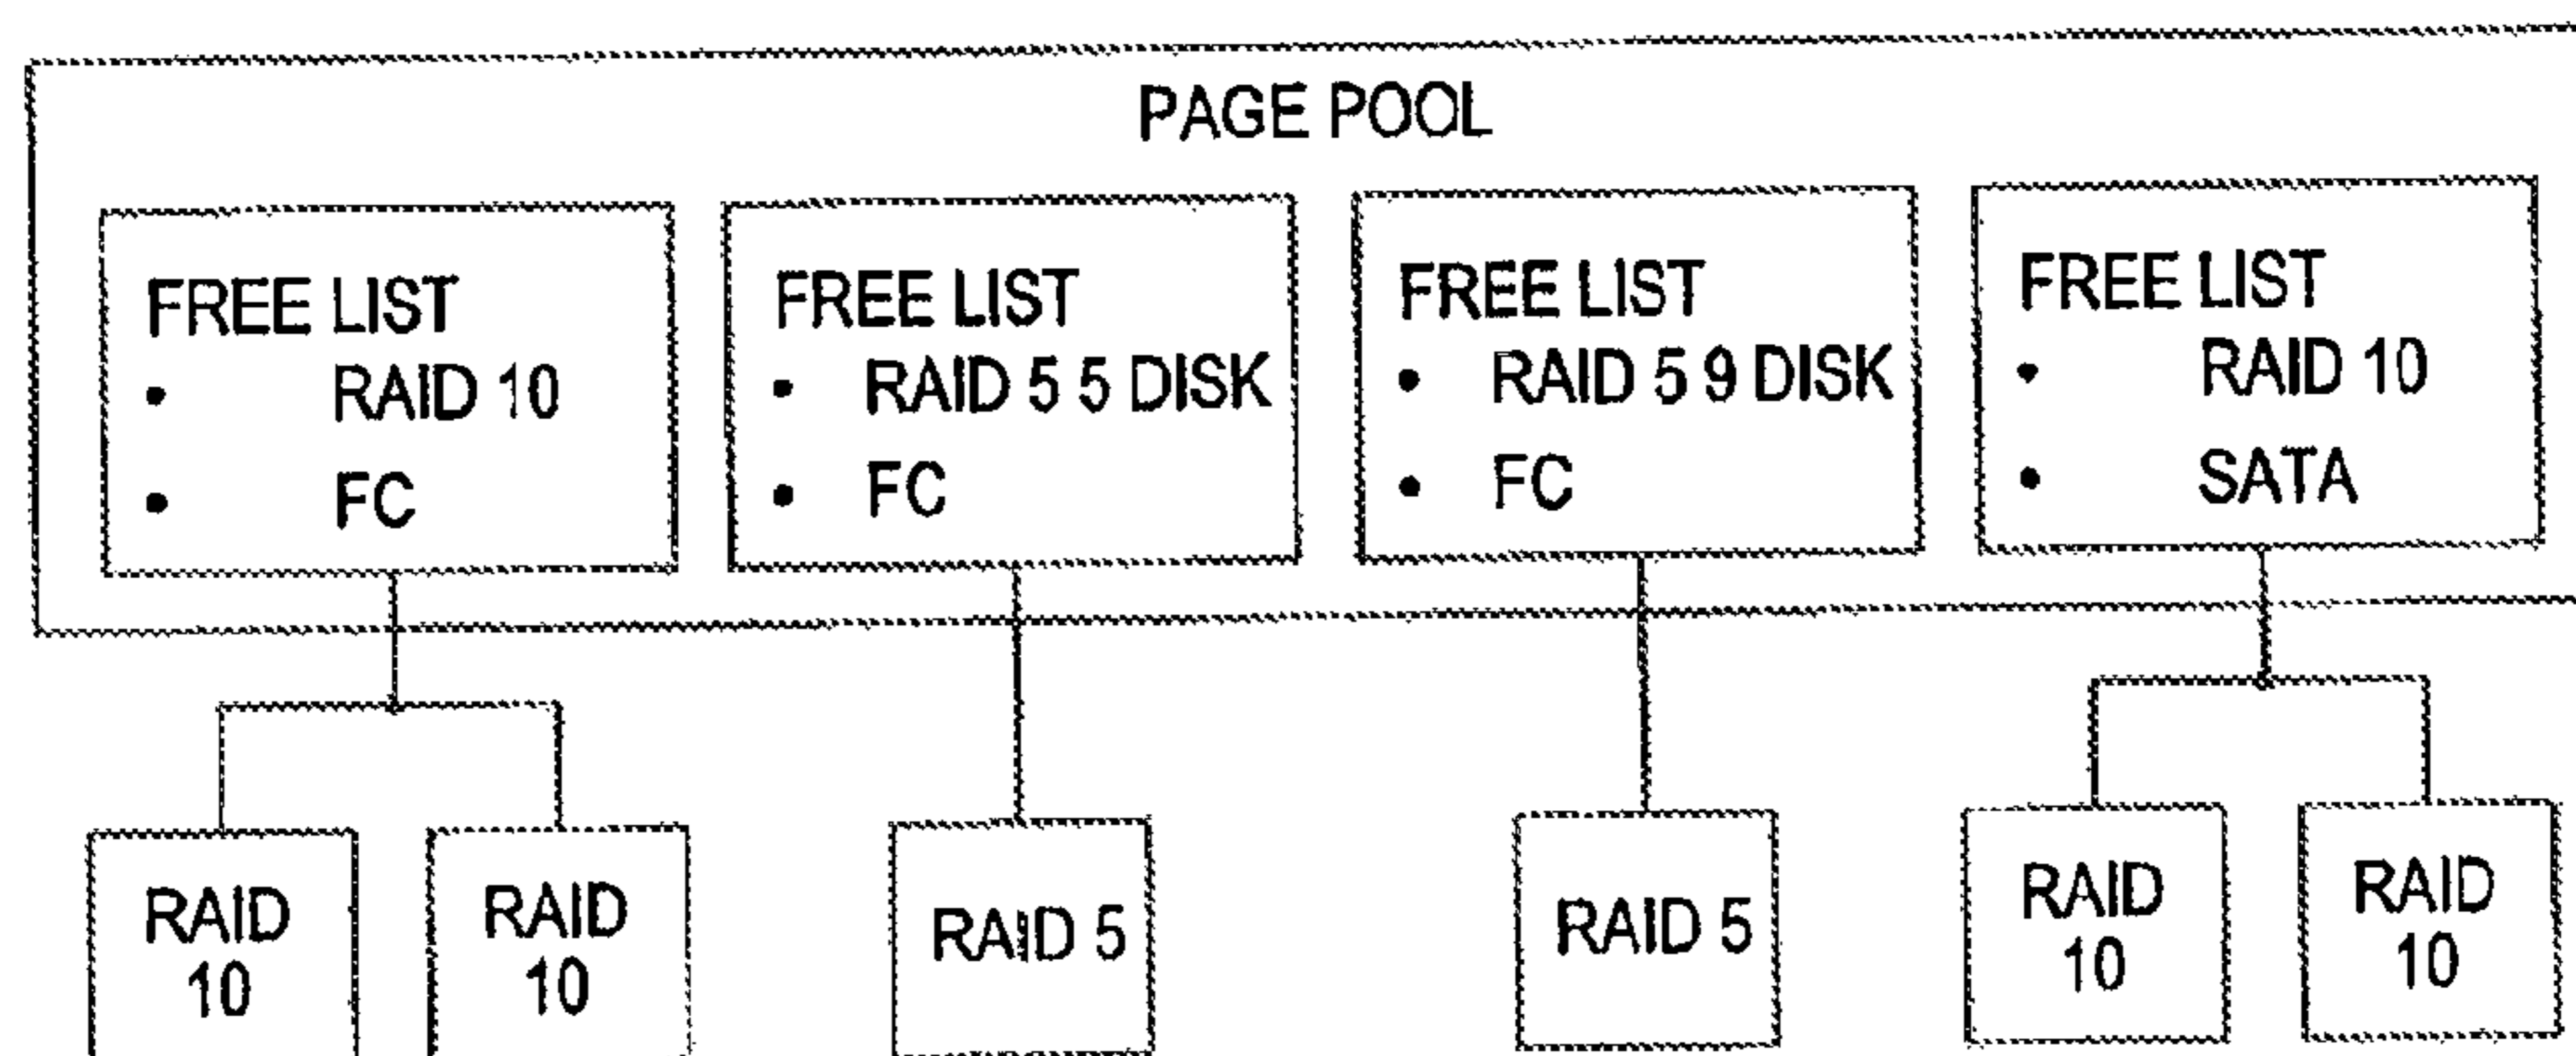 PAGE POOL
FREE LIST
• RAID 10
• FC
FREE LIST
• RAID 5 5 DISK
• FC
FREE LIST
• RAID 5 9 DISK
• FC
FREE LIST
• RAID 10
• SATA
RAID
10
RAID
10
RAID 5
RAID 5
RAID
10
RAID
10